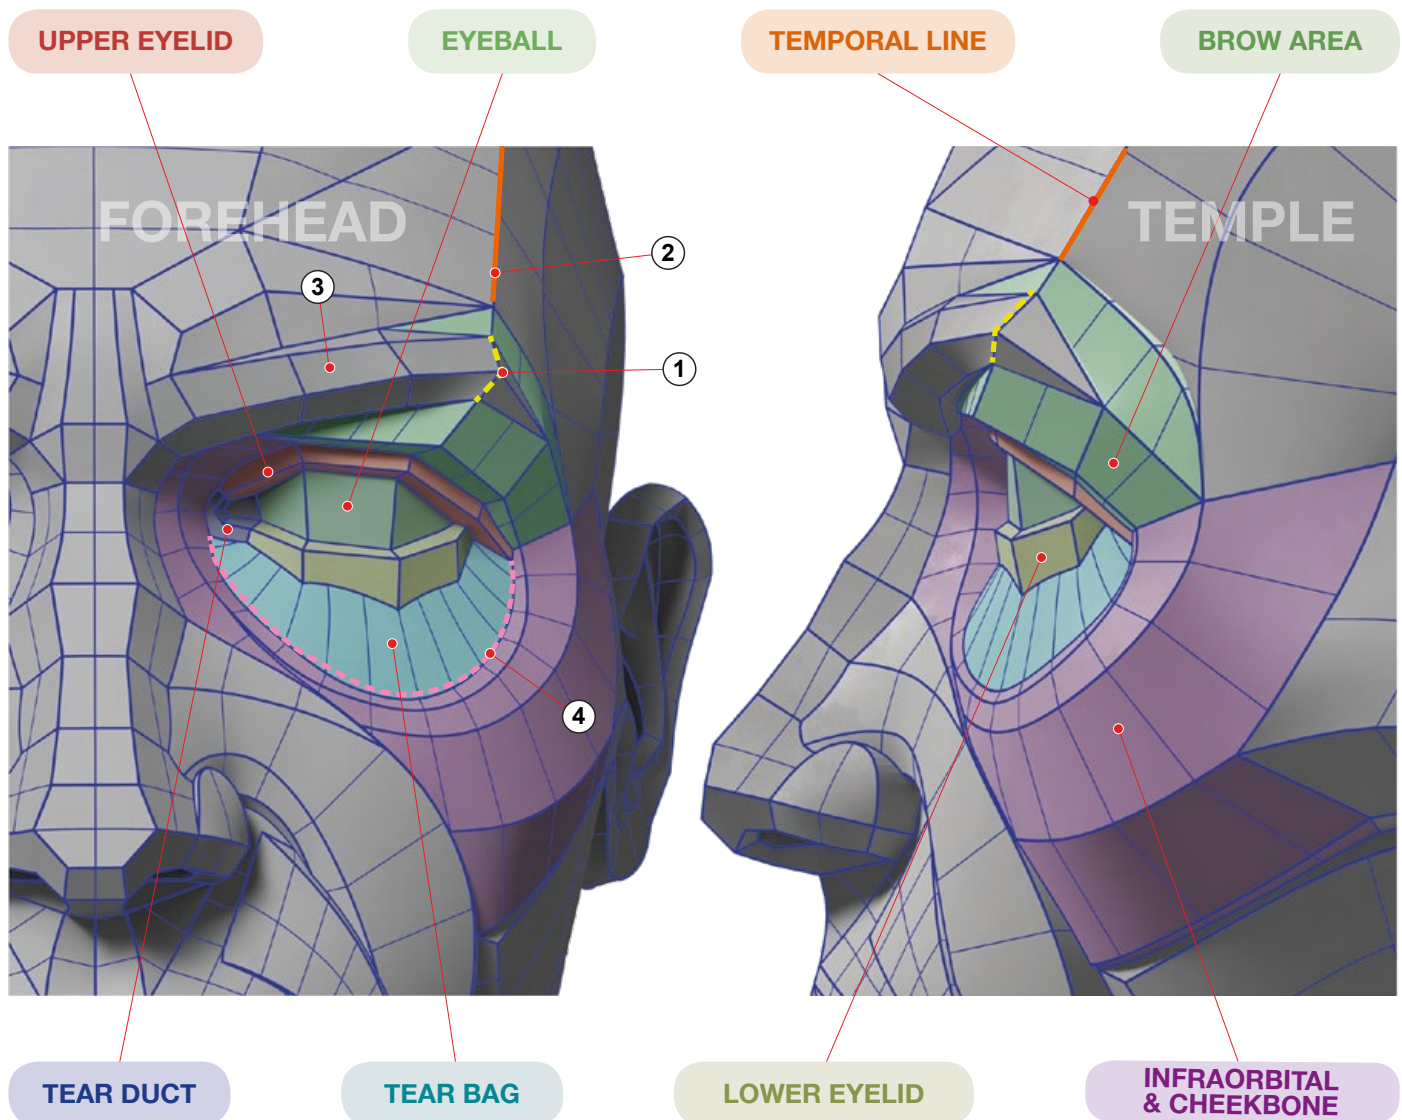 UPPER EYELID
EYEBALL
TEMPORAL LINE
BROW AREA
FOREHEAD
TEMPLE
2
3
1
4
TEAR DUCT
TEAR BAG
LOWER EYELID
INFRAORBITAL
& CHEEKBONE